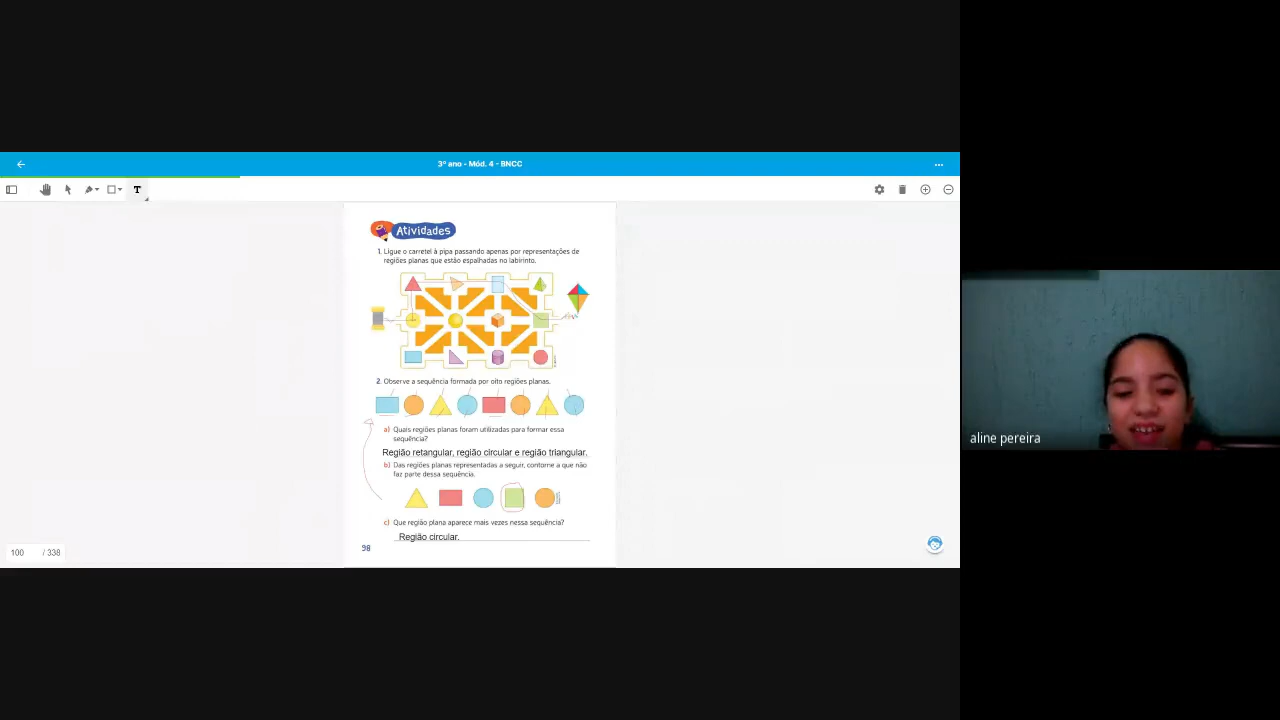 3º ano - Mód. 4 - BNCC
T
Atividades
1. Ligue o carretel à pipa passando apenas por representações de
regiões planas que estão espalhadas no labirinto.
2. Observe a sequência formada por oito regiões planas.
a) Quais regiões planas foram utilizadas para formar essa
sequência?
Região retangular, região circular e região triangular.
b) Das regiões planas representadas a seguir, contorne a que não
faz parte dessa sequência.
c) Que região plana aparece mais vezes nessa sequência?
Região circular.
98
100 / 338
aline pereira